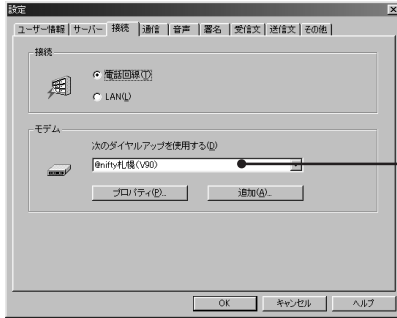 設定
ユーザー情報 サーバー 接続 通信 音声 署名 受信文 送信文 その他
接続
電話回線(T)
LAN(L)
モデム
次のダイヤルアップを使用する(D)
@nifty札幌(V90)
プロパティ(P)... 追加(A)...
OK キャンセル ヘルプ